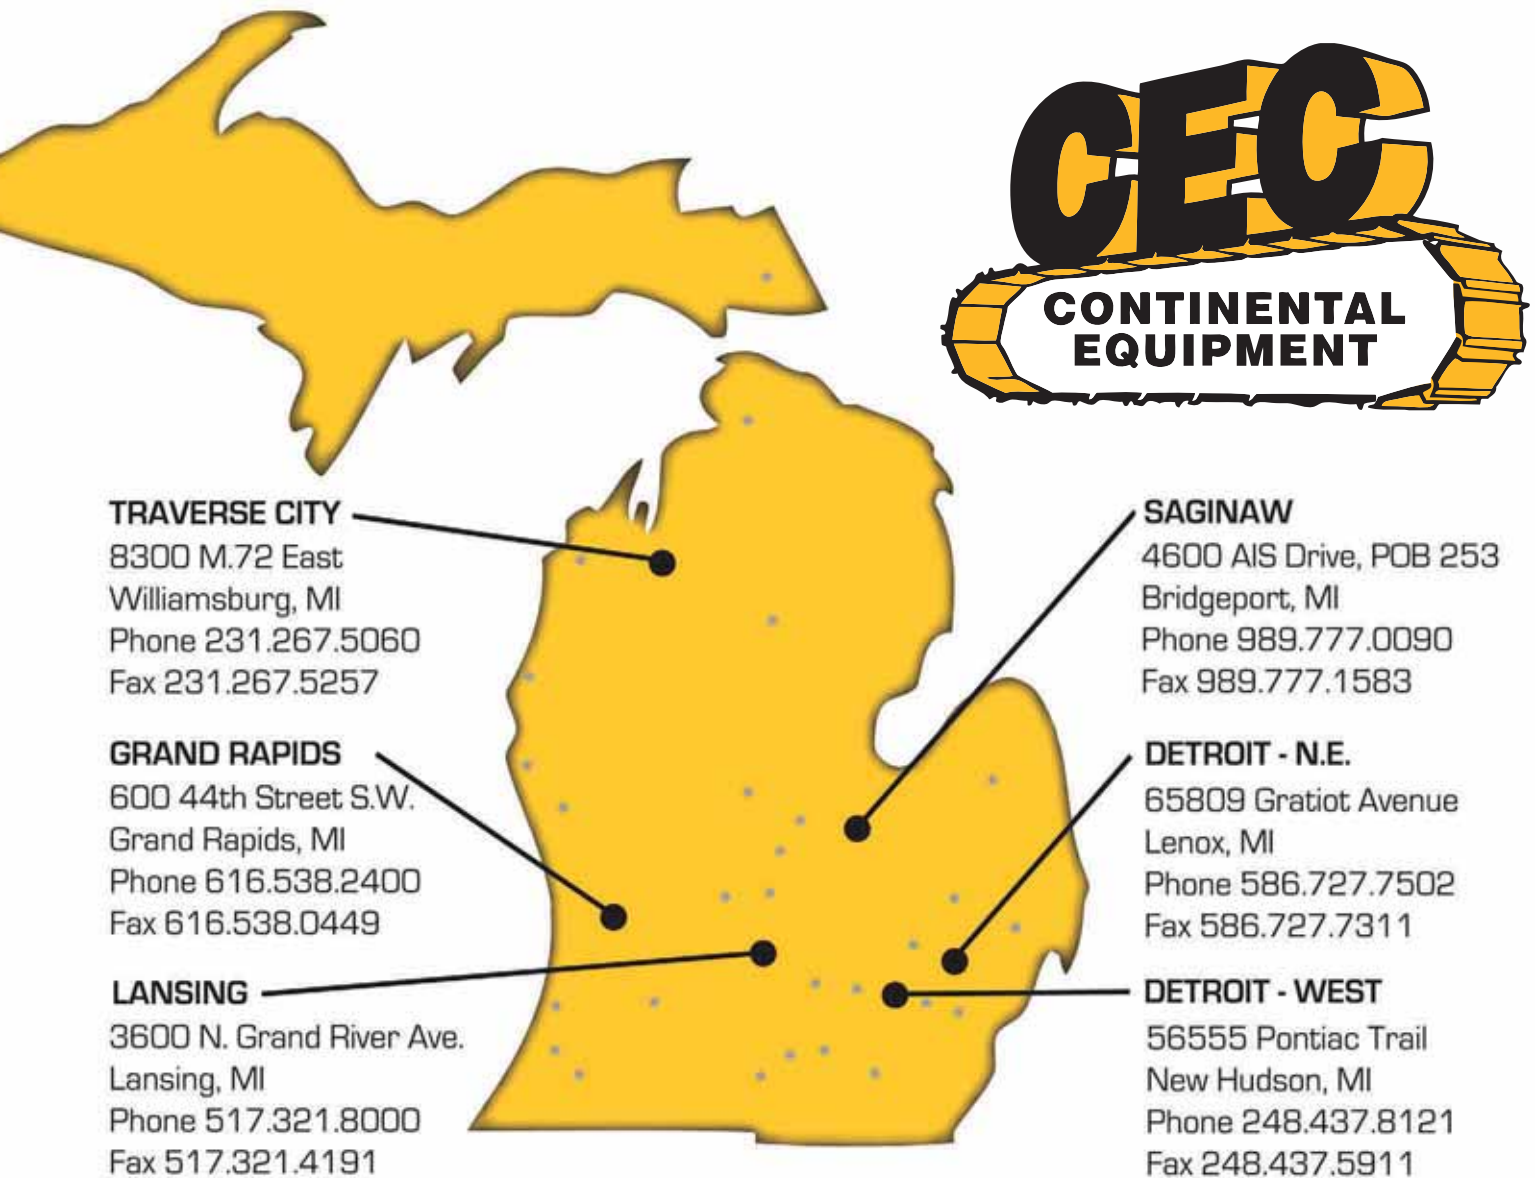 CEC
CONTINENTAL
EQUIPMENT
TRAVERSE CITY
8300 M.72 East
Williamsburg, MI
Phone 231.267.5060
Fax 231.267.5257
GRAND RAPIDS
600 44th Street S.W.
Grand Rapids, MI
Phone 616.538.2400
Fax 616.538.0449
LANSING
3600 N. Grand River Ave.
Lansing, MI
Phone 517.321.8000
Fax 517.321.4191
SAGINAW
4600 AIS Drive, POB 253
Bridgeport, MI
Phone 989.777.0090
Fax 989.777.1583
DETROIT - N.E.
65809 Gratiot Avenue
Lenox, MI
Phone 586.727.7502
Fax 586.727.7311
DETROIT - WEST
56555 Pontiac Trail
New Hudson, MI
Phone 248.437.8121
Fax 248.437.5911